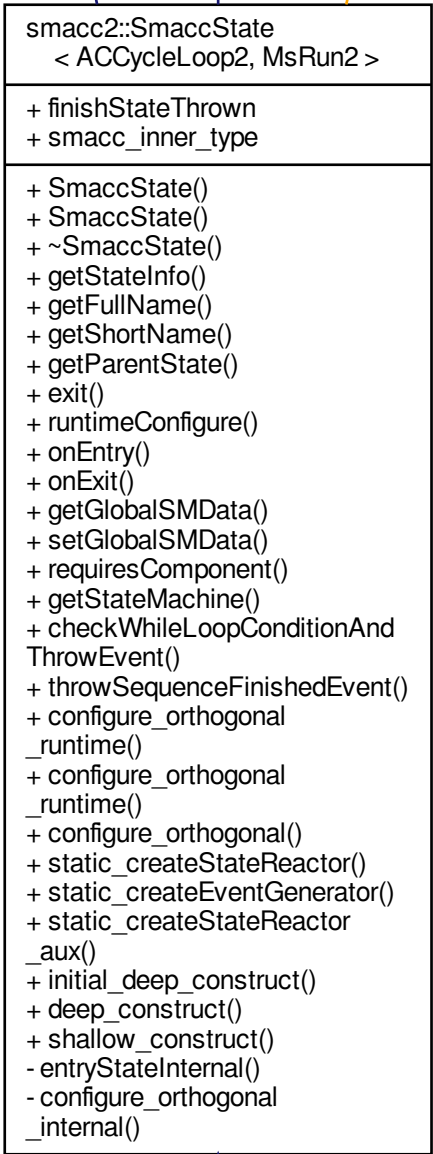 smacc2::SmaccState
< ACCycleLoop2, MsRun2 >
+ finishStateThrown
+ smacc_inner_type
+ SmaccState()
+ SmaccState()
+ ~SmaccState()
+ getStateInfo()
+ getFullName()
+ getShortName()
+ getParentState()
+ exit()
+ runtimeConfigure()
+ onEntry()
+ onExit()
+ getGlobalSMData()
+ setGlobalSMData()
+ requiresComponent()
+ getStateMachine()
+ checkWhileLoopConditionAnd
ThrowEvent()
+ throwSequenceFinishedEvent()
+ configure_orthogonal
_runtime()
+ configure_orthogonal
_runtime()
+ configure_orthogonal()
+ static_createStateReactor()
+ static_createEventGenerator()
+ static_createStateReactor
_aux()
+ initial_deep_construct()
+ deep_construct()
+ shallow_construct()
- entryStateInternal()
- configure_orthogonal
_internal()